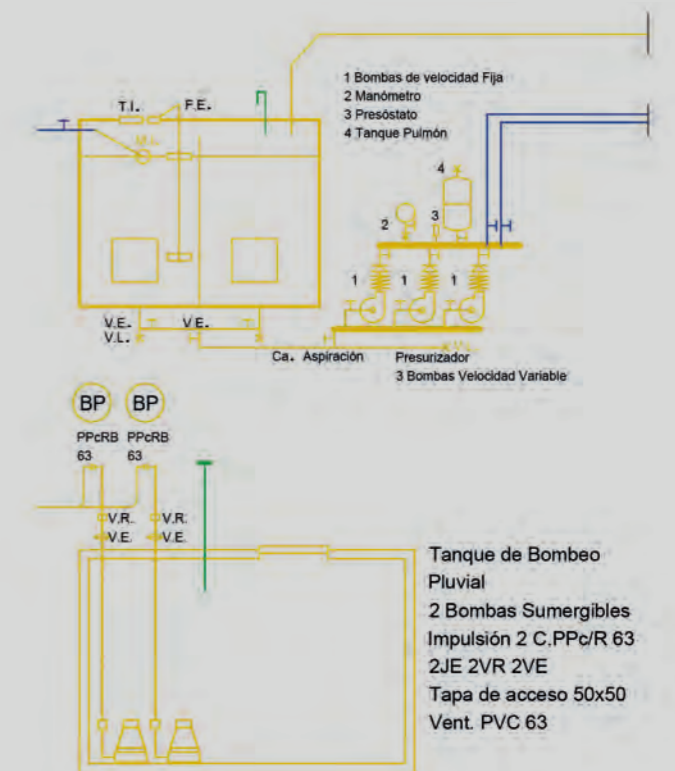 1 Bombas de velocidad Fija
2 Manómetro
3 Presóstato
4 Tanque Pulmón
T.I. F.E.
4
2 3
1 1 1
V.E. V.E.
V.L.
Ca. Aspiración
Presurizador
3 Bombas Velocidad Variable
BP BP
PPcRB PPcRB
63 63
V.R. V.R.
V.E. V.E.
Tanque de Bombeo
Pluvial
2 Bombas Sumergibles
Impulsión 2 C.PPc/R 63
2JE 2VR 2VE
Tapa de acceso 50x50
Vent. PVC 63